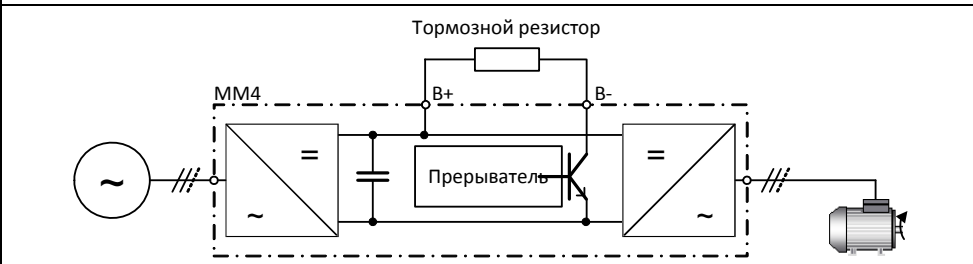 Тормозной резистор
MM4
B+
B-
=
=
Прерыватель
~
~
~